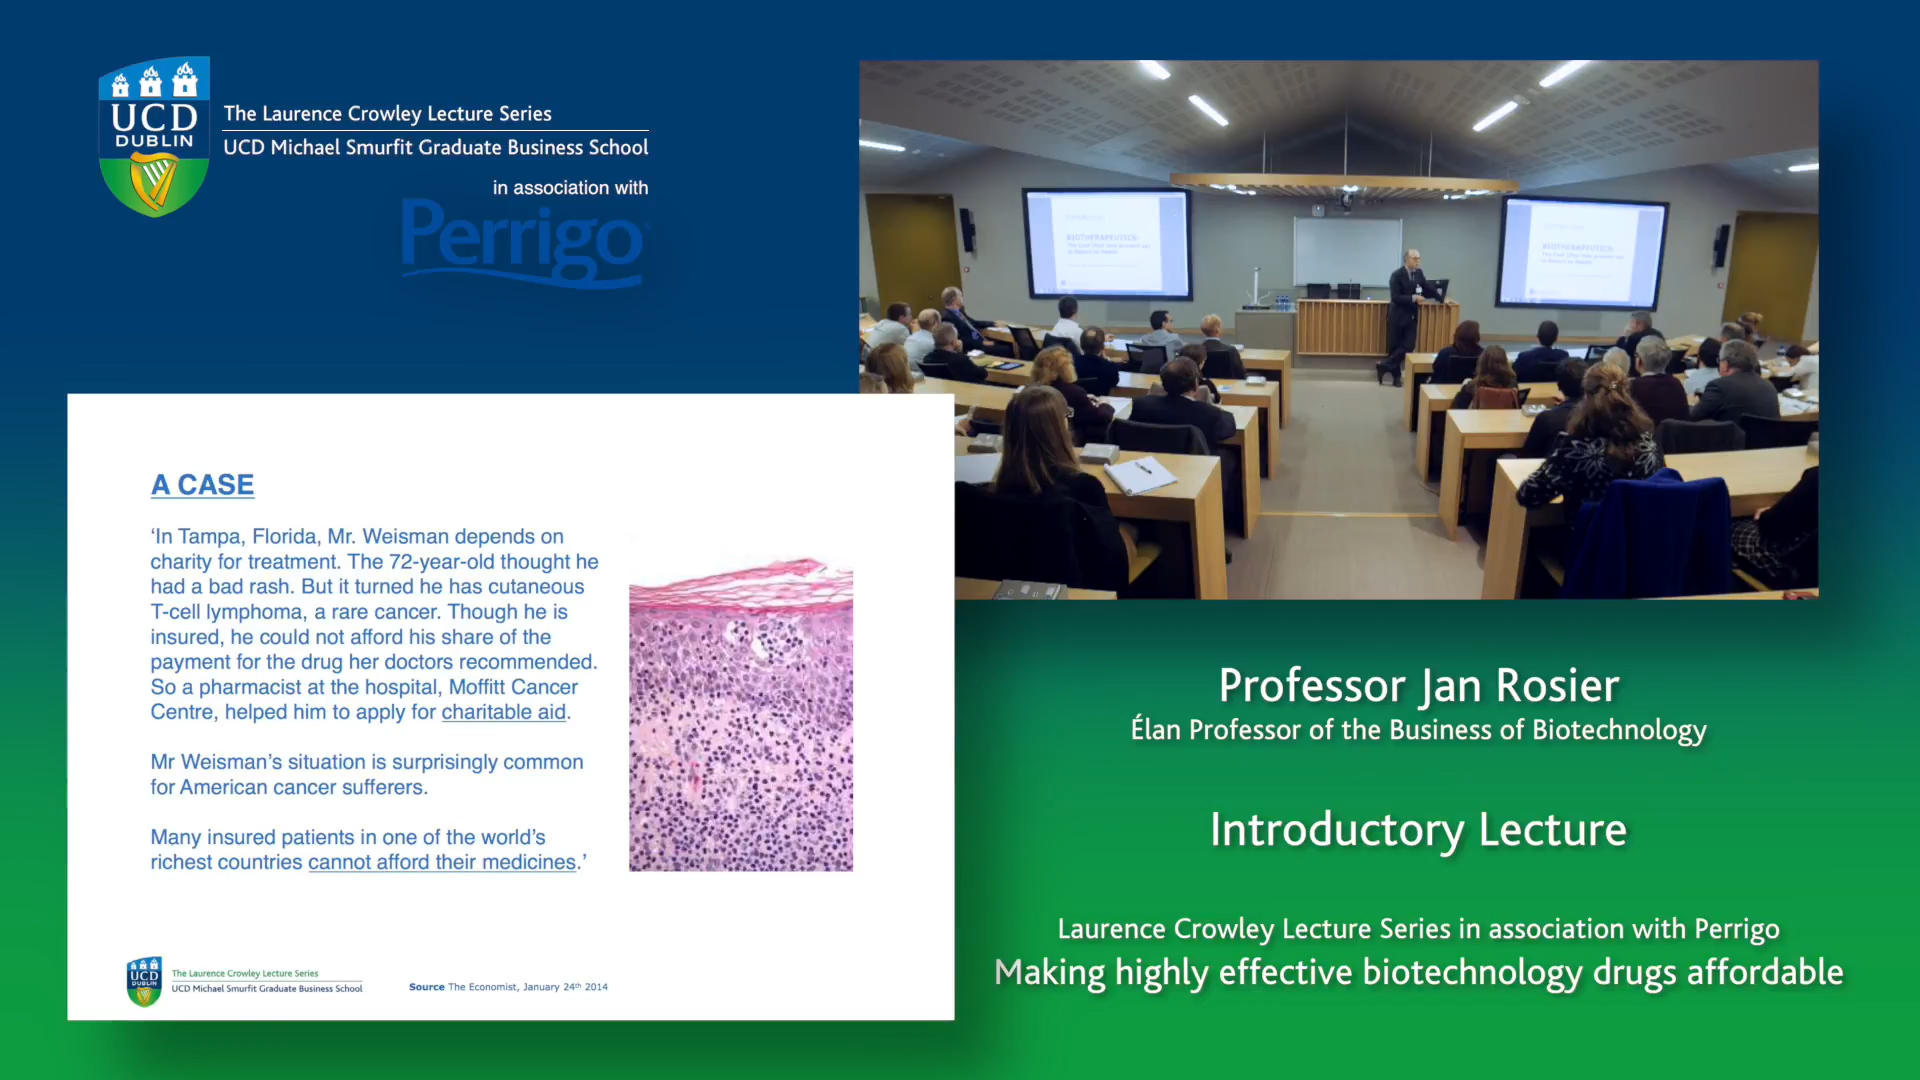 UCD
DUBLIN
The Laurence Crowley Lecture Series
UCD Michael Smurfit Graduate Business School
in association with
Perrigo
BIOTHERAPEUTICS:
BIOTHERAPEUTICS:
A CASE
‘In Tampa, Florida, Mr. Weisman depends on
charity for treatment. The 72-year-old thought he
had a bad rash. But it turned he has cutaneous
T-cell lymphoma, a rare cancer. Though he is
insured, he could not afford his share of the
payment for the drug her doctors recommended.
So a pharmacist at the hospital, Moffitt Cancer
Centre, helped him to apply for charitable aid.
Mr Weisman’s situation is surprisingly common
for American cancer sufferers.
Many insured patients in one of the world’s
richest countries cannot afford their medicines.’
UCD
DUBLIN
The Laurence Crowley Lecture Series
UCD Michael Smurfit Graduate Business School
Source The Economist, January 24th 2014
Professor Jan Rosier
Élan Professor of the Business of Biotechnology
Introductory Lecture
Laurence Crowley Lecture Series in association with Perrigo
Making highly effective biotechnology drugs affordable